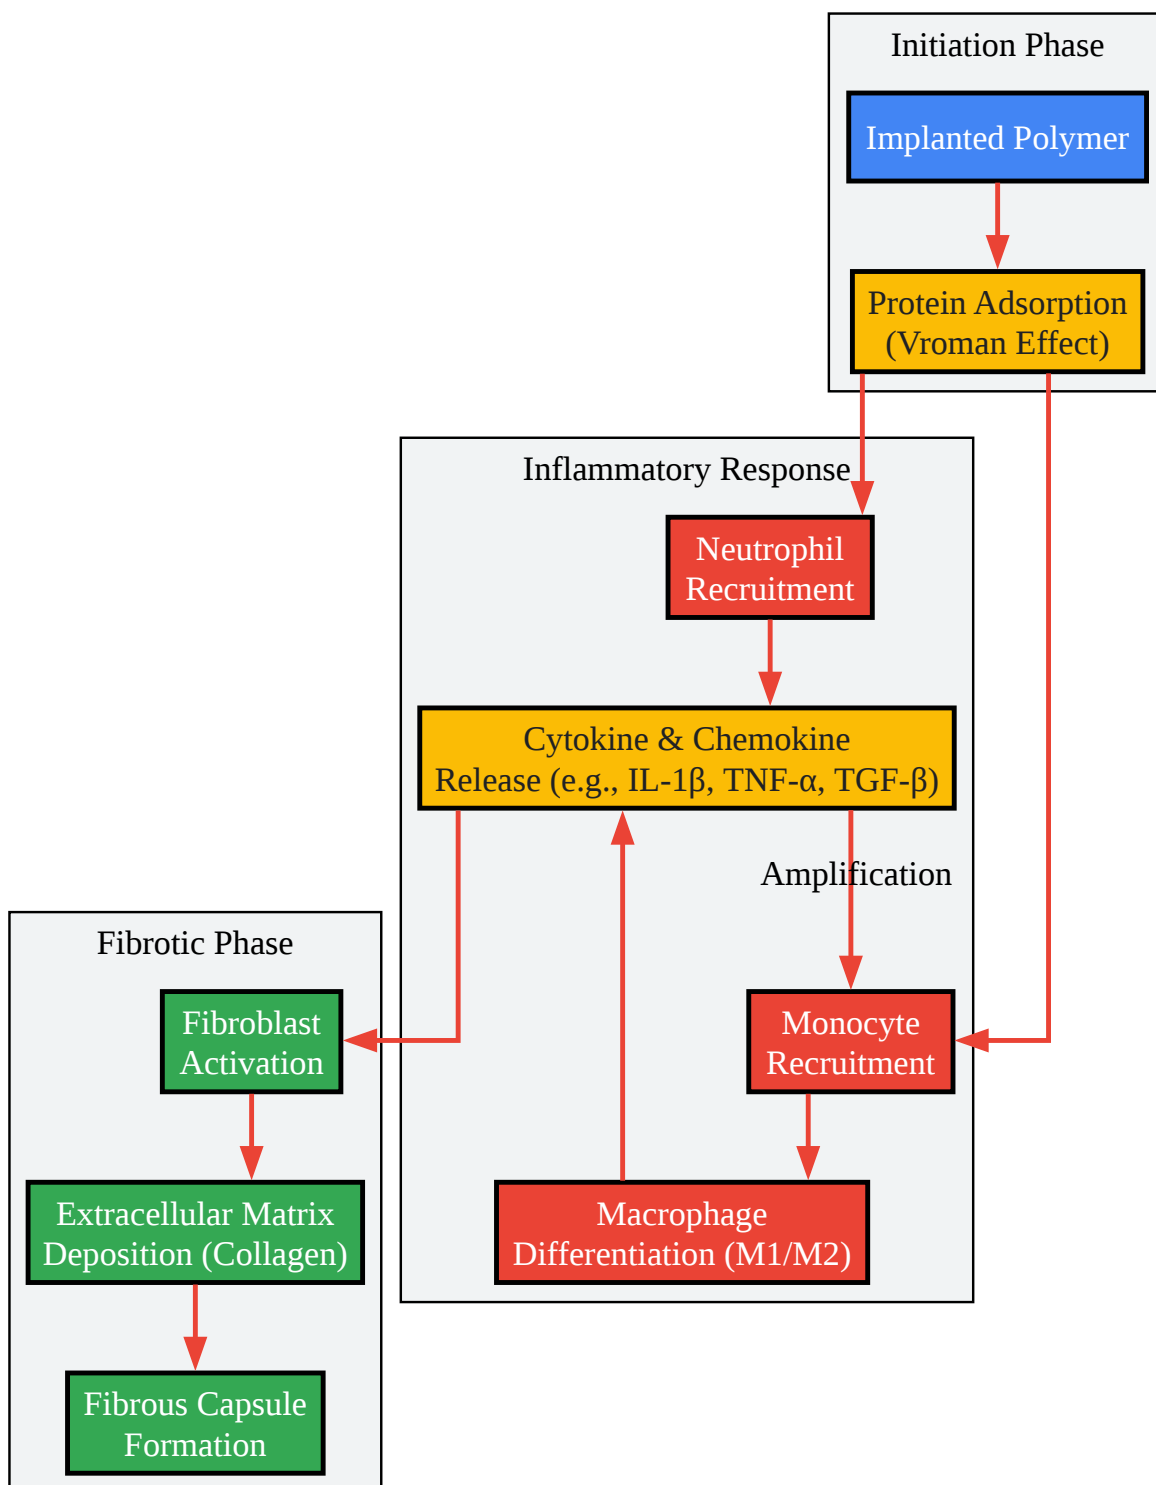 Initiation Phase
Implanted Polymer
Protein Adsorption
(Vroman Effect)
Inflammatory Response
Neutrophil
Recruitment
Cytokine & Chemokine
Release (e.g., IL-1β, TNF-α, TGF-β)
Amplification
Monocyte
Recruitment
Macrophage
Differentiation (M1/M2)
Fibrotic Phase
Fibroblast
Activation
Extracellular Matrix
Deposition (Collagen)
Fibrous Capsule
Formation